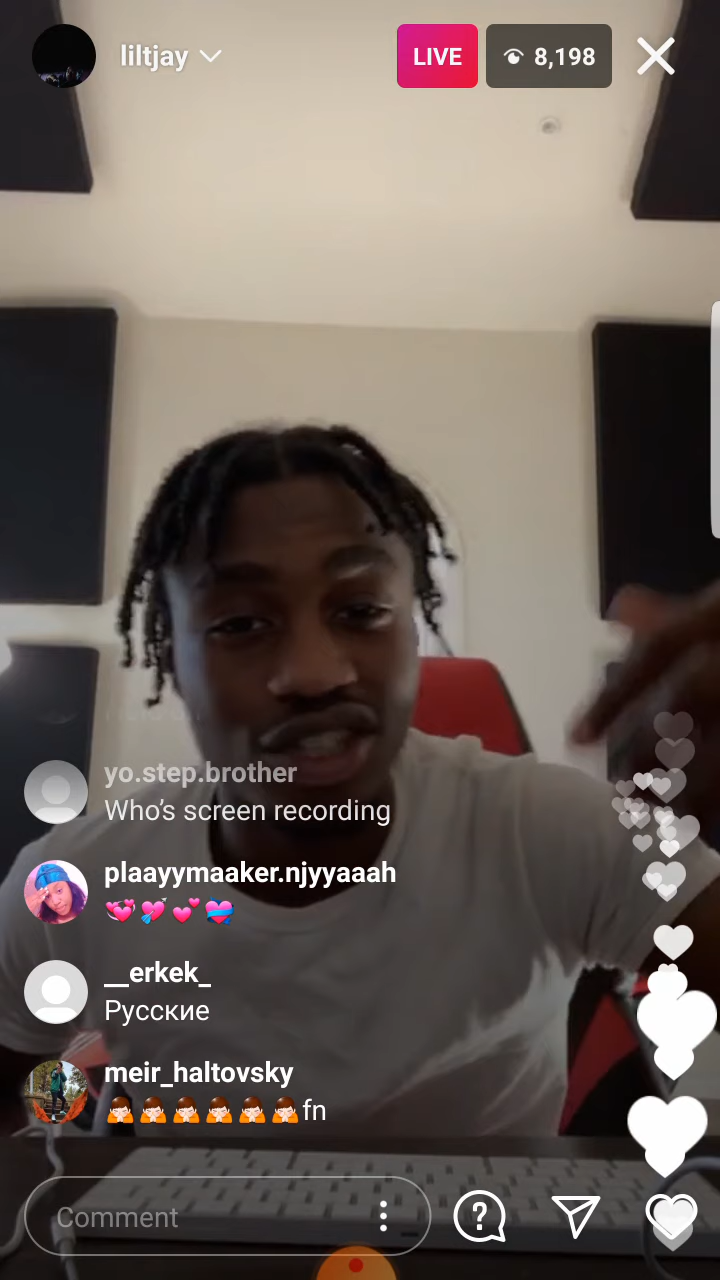 liltjay
LIVE
8,198
yo.step.brother
Who's screen recording
plaayymaaker.njyyaaah
💞💘💕💝
__erkek_
Русские
meir_haltovsky
🙏🙏🙏🙏🙏🙏fn
Comment